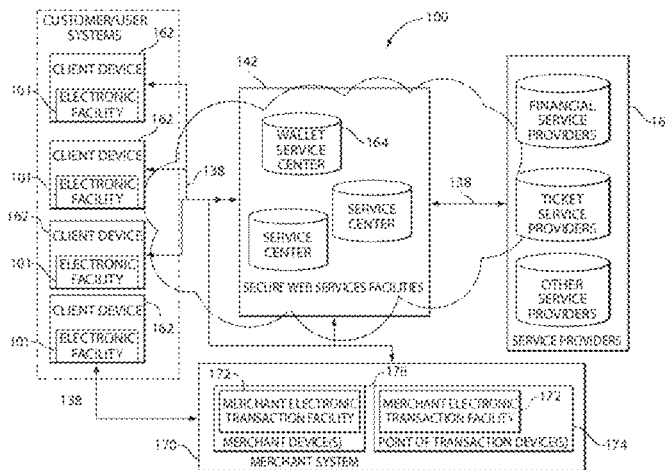 CUSTOMER/USER
SYSTEMS
162
CLIENT DEVICE
101
ELECTRONIC
FACILITY
162
CLIENT DEVICE
101
ELECTRONIC
FACILITY
162
CLIENT DEVICE
101
ELECTRONIC
FACILITY
CLIENT DEVICE
162
101
ELECTRONIC
FACILITY
138
138
100
142
WALLET
SERVICE
CENTER
164
SERVICE
CENTER
SERVICE
CENTER
SECURE WEB SERVICES FACILITIES
138
FINANCIAL
SERVICE
PROVIDERS
16
TICKET
SERVICE
PROVIDERS
OTHER
SERVICE
PROVIDERS
SERVICE PROVIDERS
172
178
MERCHANT ELECTRONIC
TRANSACTION FACILITY
MERCHANT DEVICE(S)
MERCHANT ELECTRONIC
TRANSACTION FACILITY
172
POINT OF TRANSACTION DEVICE(S)
174
170
MERCHANT SYSTEM